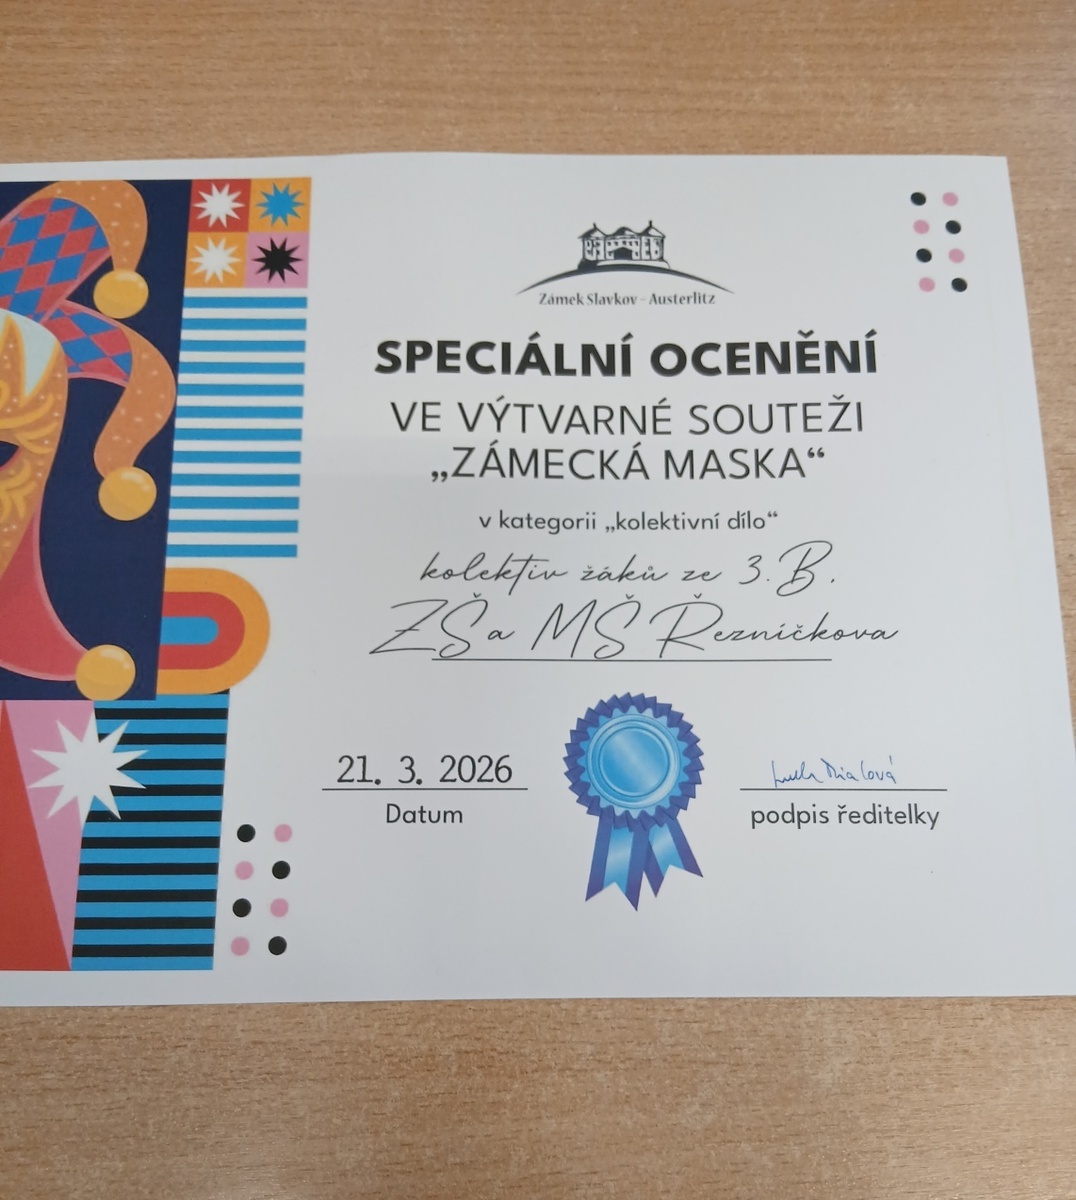 Zámek Slavkov - Austerlitz
SPECIÁLNÍ OCENĚNÍ
VE VÝTVARNÉ SOUTEŽI
„ZÁMECKÁ MASKA“
v kategorii „kolektivní dílo“
kolektiv žáků ze 3. B.
ZŠ a MŠ Řezníčkova
21. 3. 2026
Datum
podpis ředitelky